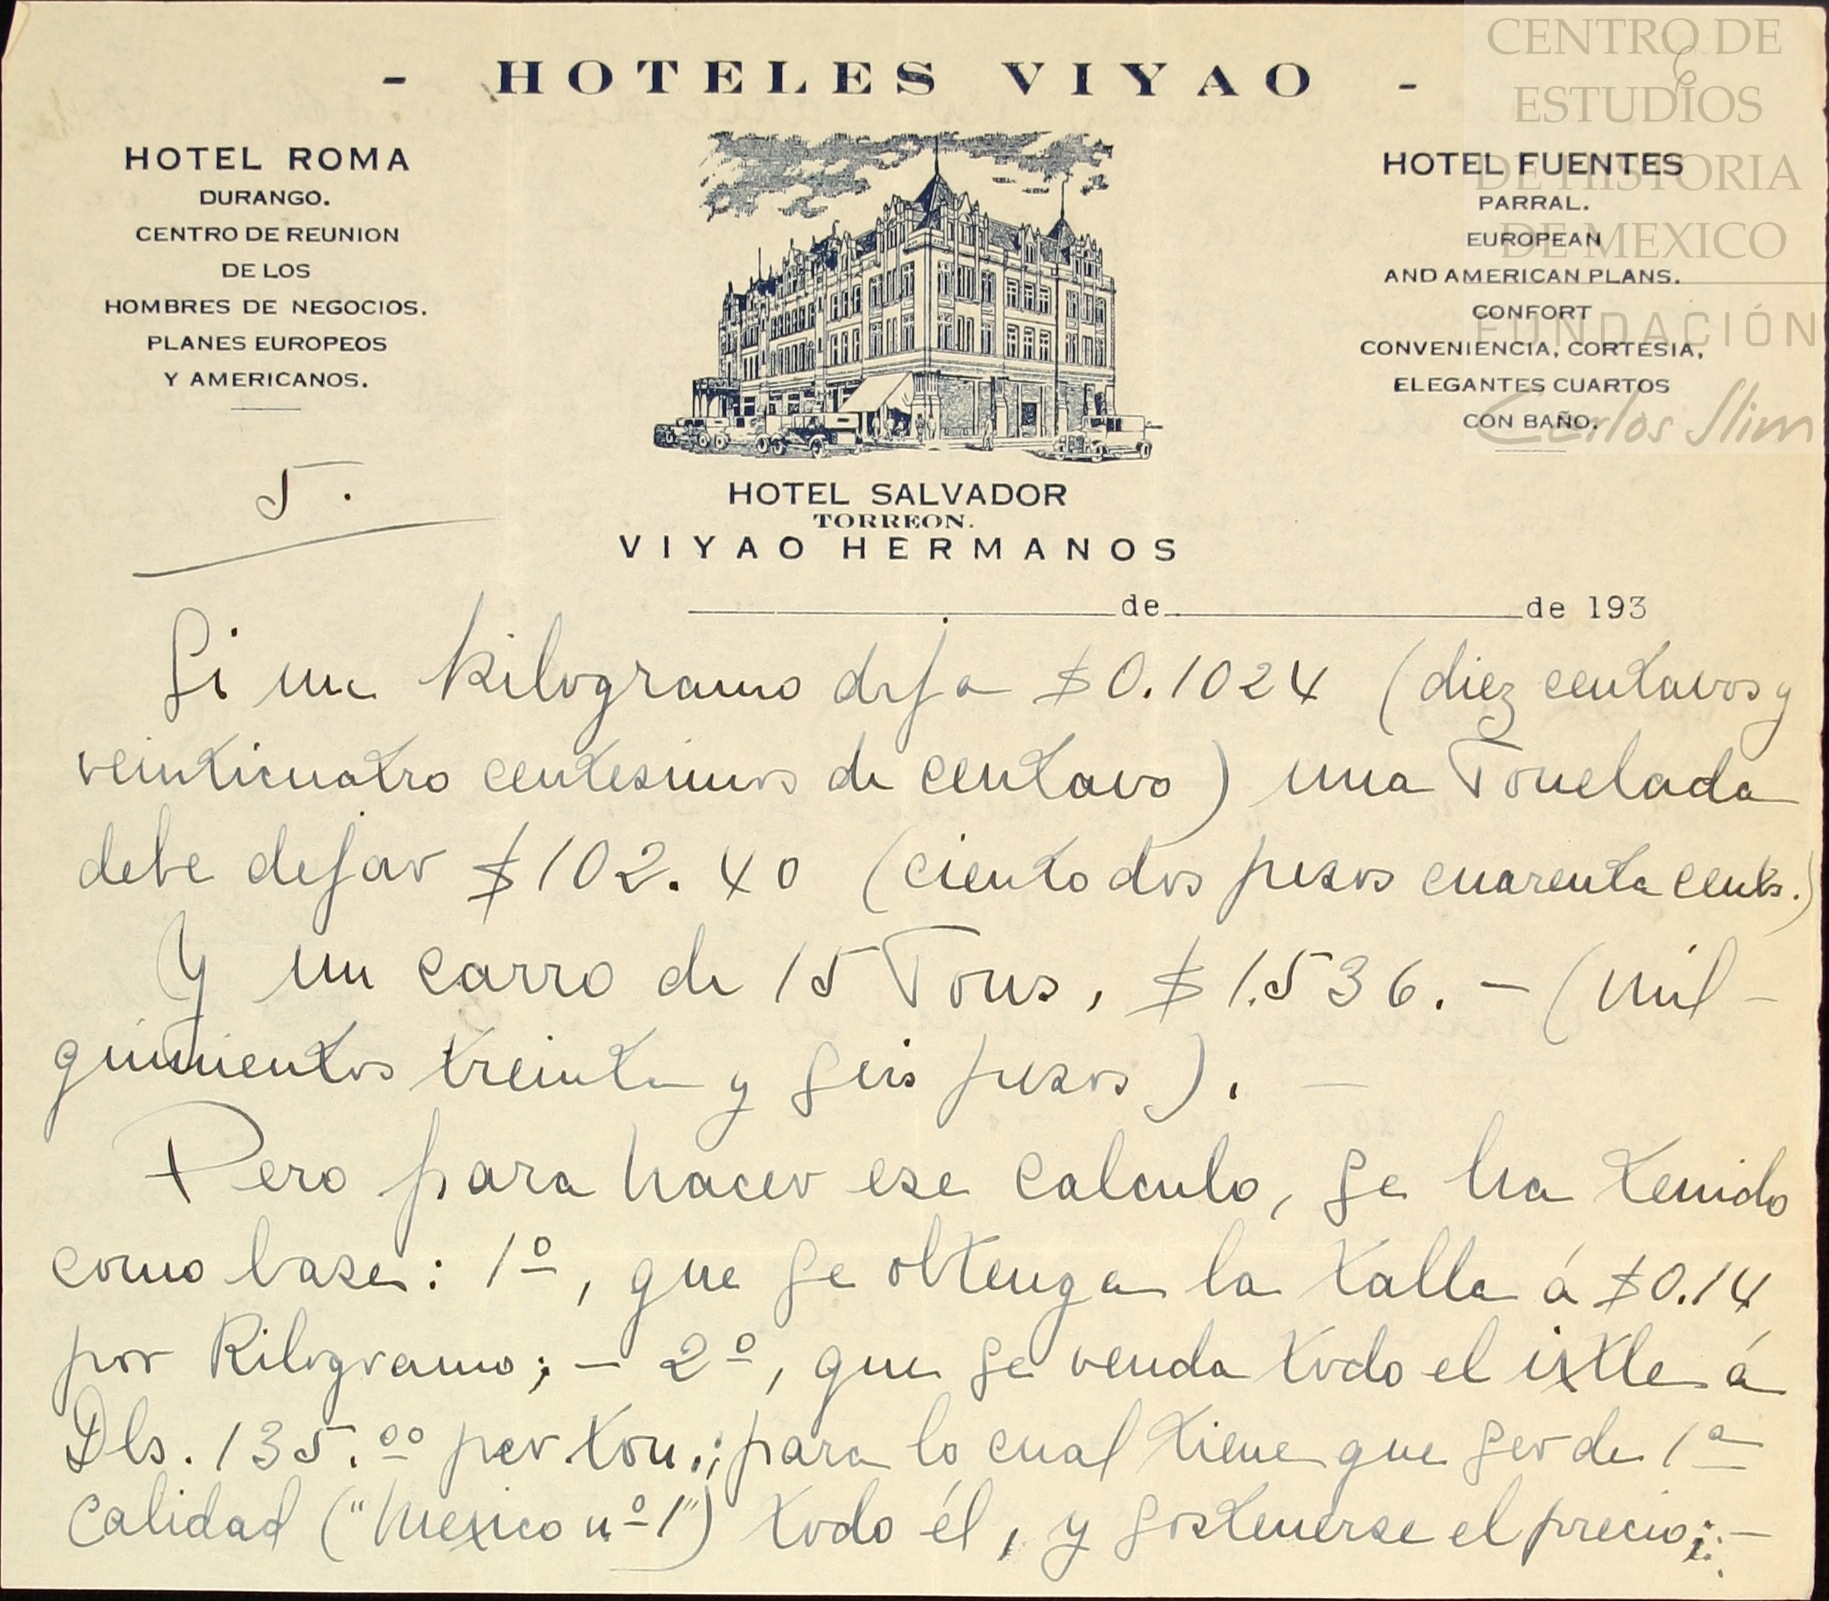 - HOTELES VIYAO -
HOTEL ROMA
DURANGO.
CENTRO DE REUNION
DE LOS
HOMBRES DE NEGOCIOS.
PLANES EUROPEOS
Y AMERICANOS.
HOTEL SALVADOR
TORREON.
VIYAO HERMANOS
HOTEL FUENTES
PARRAL.
EUROPEAN
AND AMERICAN PLANS.
CONFORT
CONVENIENCIA, CORTESIA,
ELEGANTES CUARTOS
CON BAÑO.
CENTRO DE
ESTUDIOS
DE HISTORIA
DE MEXICO
FUNDACIÓN
Carlos Slim
5.
de de 193
Si un kilogramo deja $0.1024 (diez centavos y
veinticuatro centesimos de centavo) una Tonelada
debe dejar $102.40 (ciento dos pesos cuarenta cents.)
Y un carro de 15 Tons, $1.536.- (mil
quinientos treinta y seis pesos). -
Pero para hacer ese calculo, se ha tenido
como base: 1º, que se obtenga la talla á $0.14
por Kilogramo; - 2º, que se venda todo el ixtle á
Dls. 135.ºº por ton.; para lo cual tiene que ser de 1ª
calidad ("Mexico nº 1") todo él, y sostenerse el precio; -